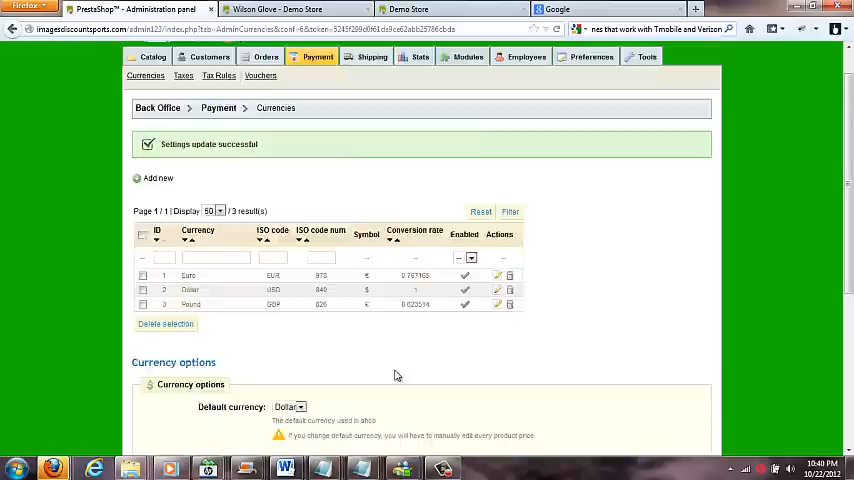 Firefox
PrestaShop™ - Administration panel
Wilson Glove - Demo Store
Demo Store
Google
imagesdiscountsports.com/admin123/index.php?tab=AdminCurrencies&conf=6&token=5245f299d0f61da9ce62abb25786cbda
nes that work with Tmobile and Verizon
Catalog
Customers
Orders
Payment
Shipping
Stats
Modules
Employees
Preferences
Tools
Currencies Taxes Tax Rules Vouchers
Back Office > Payment > Currencies
Settings update successful
Add new
Page 1 / 1 | Display 50 / 3 result(s)
Reset Filter
ID Currency ISO code ISO code num Symbol Conversion rate Enabled Actions
-- -- -- -- --
1 Euro EUR 978 € 0.767165
2 Dollar USD 840 $ 1
3 Pound GBP 826 £ 0.623514
Delete selection
Currency options
Currency options
Default currency: Dollar
The default currency used in shop
If you change default currency, you will have to manually edit every product price.
10:40 PM
10/22/2012